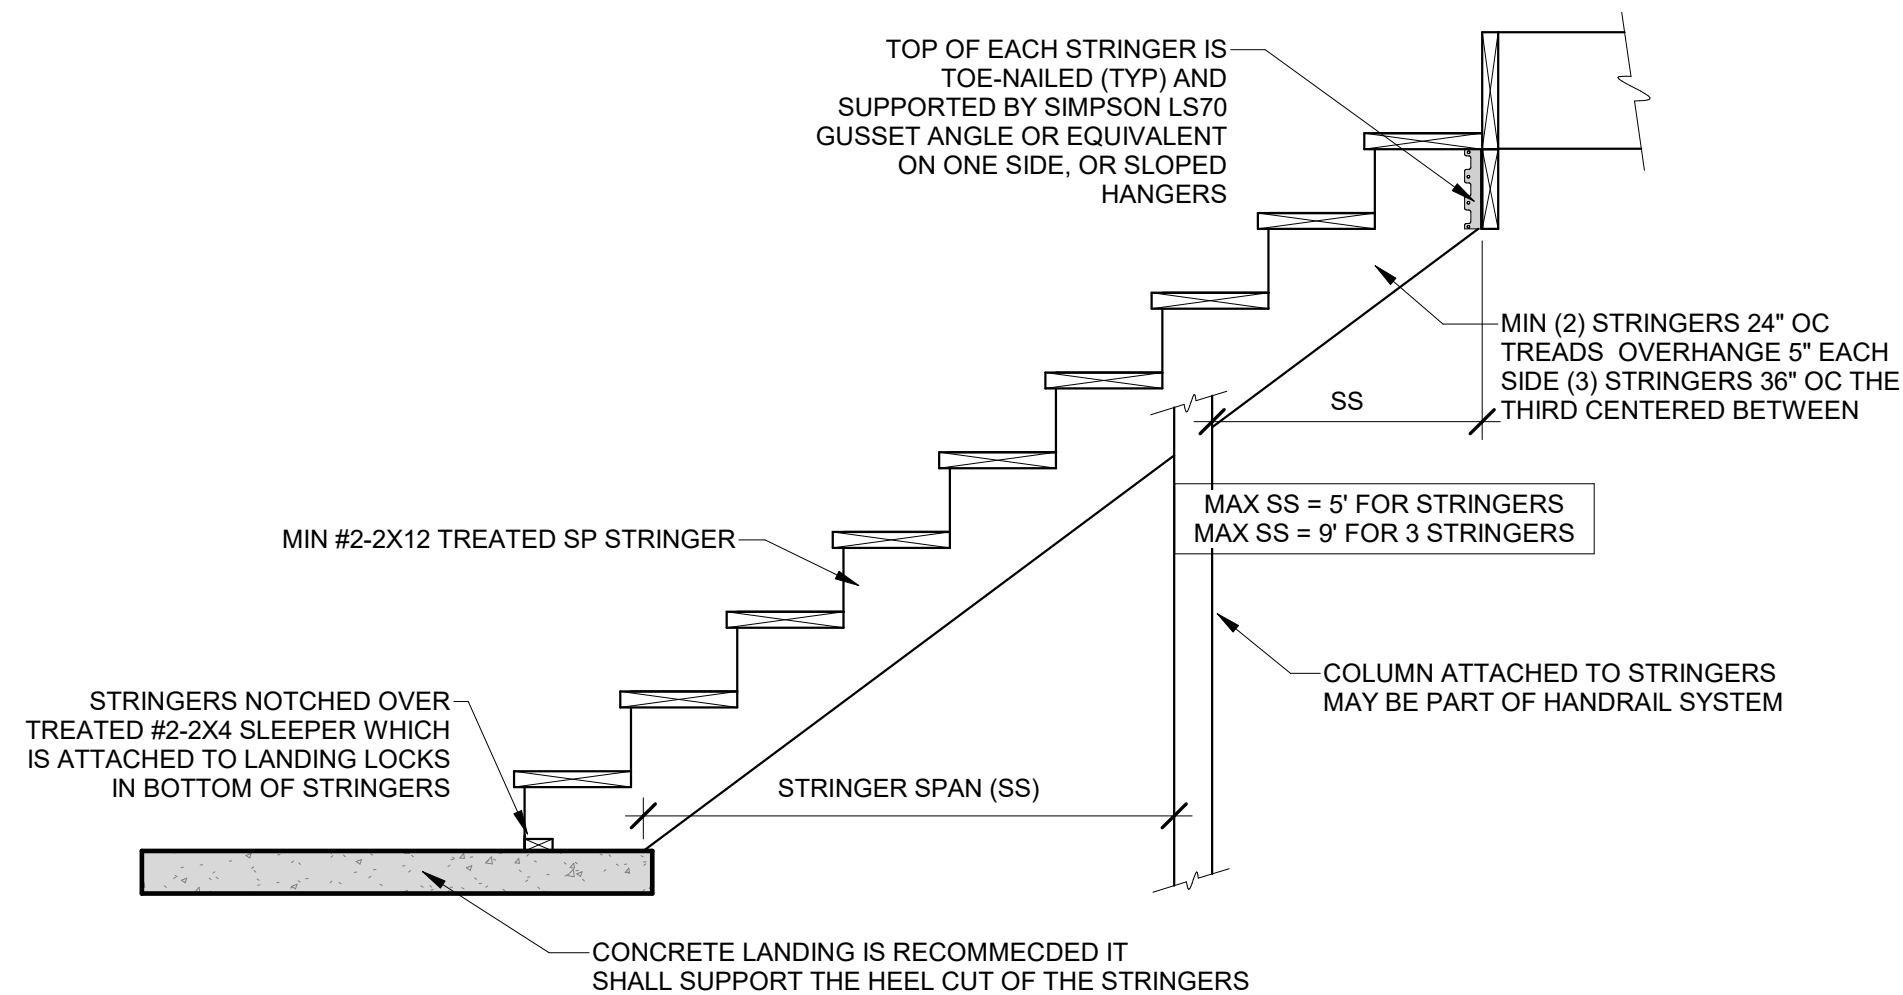 TOP OF EACH STRINGER IS
TOE-NAILED (TYP) AND
SUPPORTED BY SIMPSON LS70
GUSSET ANGLE OR EQUIVALENT
ON ONE SIDE, OR SLOPED
HANGERS
MIN (2) STRINGERS 24" OC
TREADS OVERHANGE 5" EACH
SIDE (3) STRINGERS 36" OC THE
THIRD CENTERED BETWEEN
SS
MAX SS = 5' FOR STRINGERS
MAX SS = 9' FOR 3 STRINGERS
MIN #2-2X12 TREATED SP STRINGER
COLUMN ATTACHED TO STRINGERS
MAY BE PART OF HANDRAIL SYSTEM
STRINGERS NOTCHED OVER
TREATED #2-2X4 SLEEPER WHICH
IS ATTACHED TO LANDING LOCKS
IN BOTTOM OF STRINGERS
STRINGER SPAN (SS)
CONCRETE LANDING IS RECOMMECDED IT
SHALL SUPPORT THE HEEL CUT OF THE STRINGERS